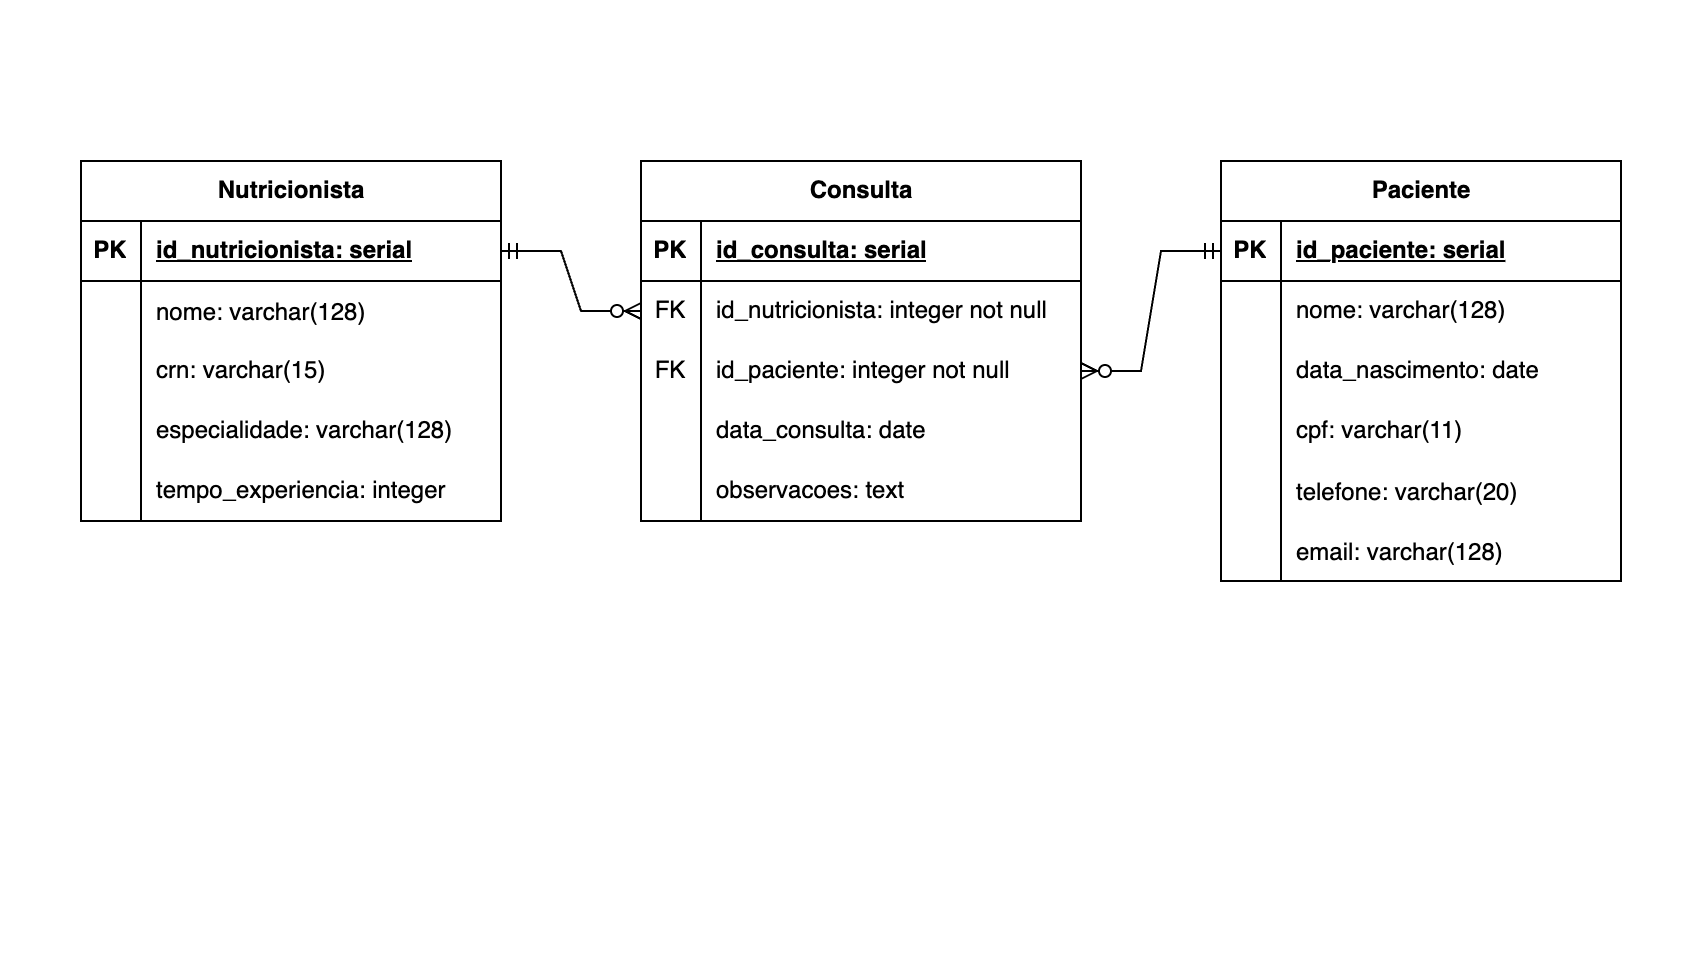 Nutricionista
PK id_nutricionista: serial
nome: varchar(128)
crn: varchar(15)
especialidade: varchar(128)
tempo_experiencia: integer
Consulta
PK id_consulta: serial
FK id_nutricionista: integer not null
FK id_paciente: integer not null
data_consulta: date
observacoes: text
Paciente
PK id_paciente: serial
nome: varchar(128)
data_nascimento: date
cpf: varchar(11)
telefone: varchar(20)
email: varchar(128)